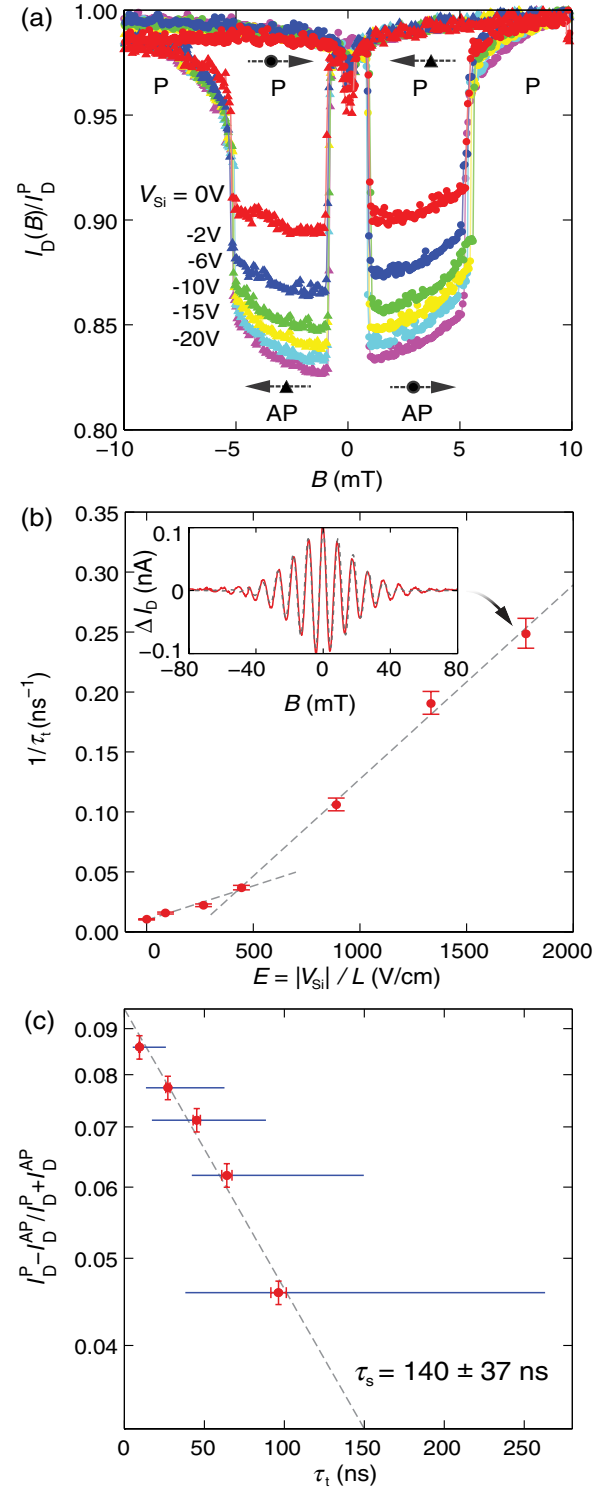 (a)
1.00
0.95
0.90
0.85
0.80
I_D(B)/I_D^P
P P P P
V_Si = 0V
-2V
-6V
-10V
-15V
-20V
AP AP
−10 −5 0 5 10
B (mT)
(b)
0.35
0.30
0.25
0.20
0.15
0.10
0.05
0.00
1/τ_t (ns⁻¹)
0.1
0
−0.1
Δ I_D (nA)
−80 −40 0 40 80
B (mT)
0 500 1000 1500 2000
E = |V_Si| / L (V/cm)
(c)
0.09
0.08
0.07
0.06
0.05
0.04
I_D^P−I_D^AP/I_D^P+I_D^AP
τ_s = 140 ± 37 ns
0 50 100 150 200 250
τ_t (ns)